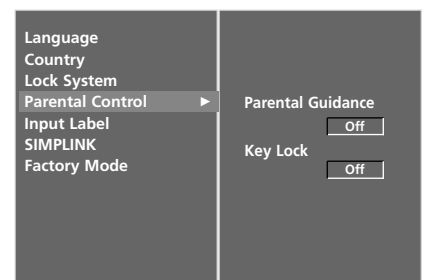 Language
Country
Lock System
Parental Control ►
Input Label
SIMPLINK
Factory Mode
Parental Guidance
Off
Key Lock
Off